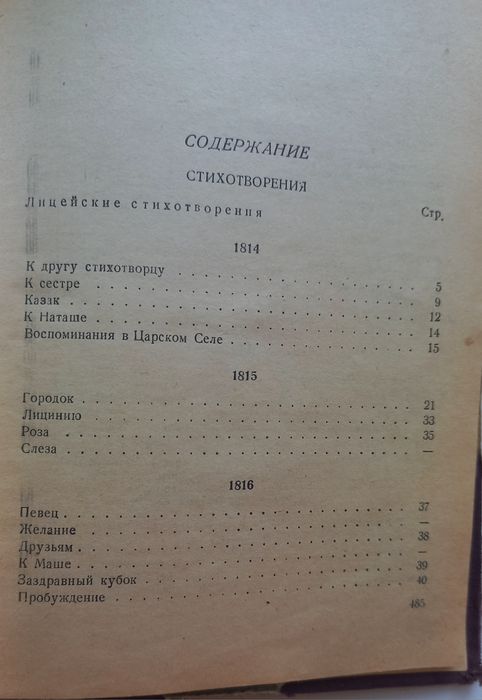 СОДЕРЖАНИЕ
СТИХОТВОРЕНИЯ
Лицейские стихотворения Стр.
1814
К другу стихотворцу . . . . . . . . . . . . . . . 5
К сестре . . . . . . . . . . . . . . . . . . . . 9
Казак . . . . . . . . . . . . . . . . . . . . . 12
К Наташе . . . . . . . . . . . . . . . . . . . . 14
Воспоминания в Царском Селе . . . . . . . . . . . 15
1815
Городок . . . . . . . . . . . . . . . . . . . . 21
Лицинию . . . . . . . . . . . . . . . . . . . . 33
Роза . . . . . . . . . . . . . . . . . . . . . 35
Слеза . . . . . . . . . . . . . . . . . . . . . —
1816
Певец . . . . . . . . . . . . . . . . . . . . . 37
Желание . . . . . . . . . . . . . . . . . . . . —
Друзьям . . . . . . . . . . . . . . . . . . . . 38
К Маше . . . . . . . . . . . . . . . . . . . . —
Заздравный кубок . . . . . . . . . . . . . . . . 39
Пробуждение . . . . . . . . . . . . . . . . . . 40
485